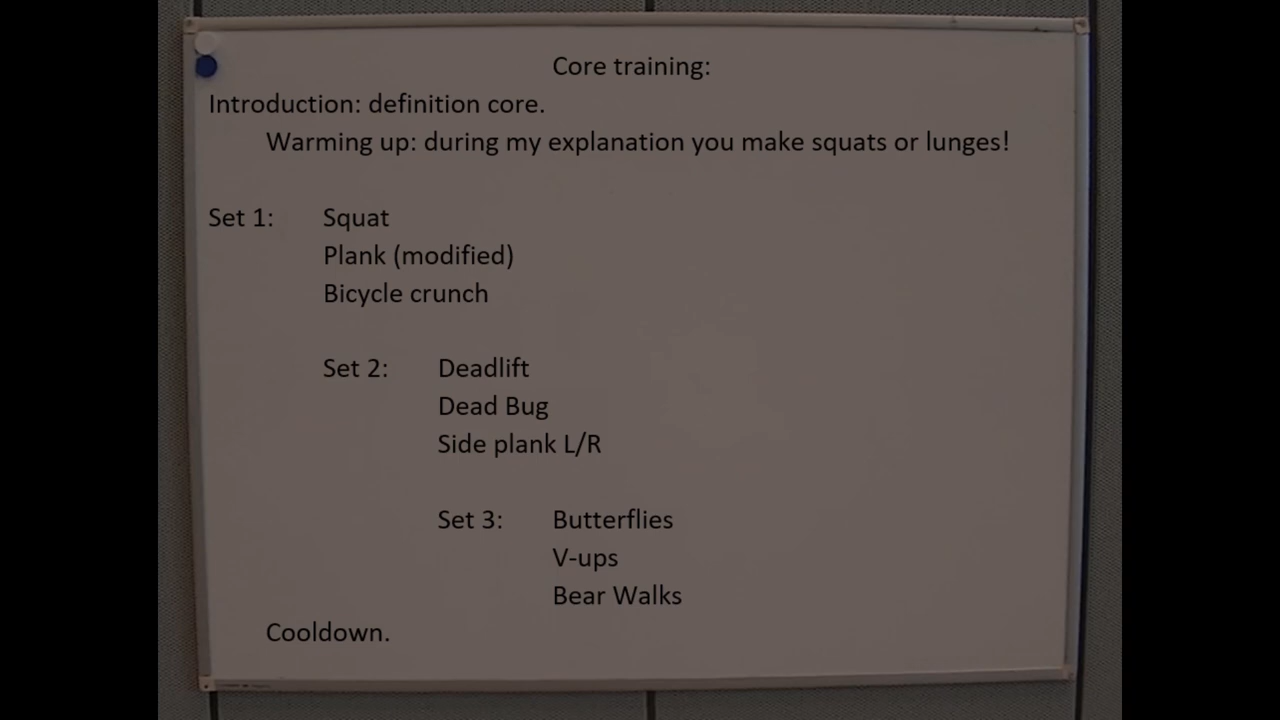 Core training:
Introduction: definition core.
Warming up: during my explanation you make squats or lunges!
Set 1: Squat
Plank (modified)
Bicycle crunch
Set 2: Deadlift
Dead Bug
Side plank L/R
Set 3: Butterflies
V-ups
Bear Walks
Cooldown.